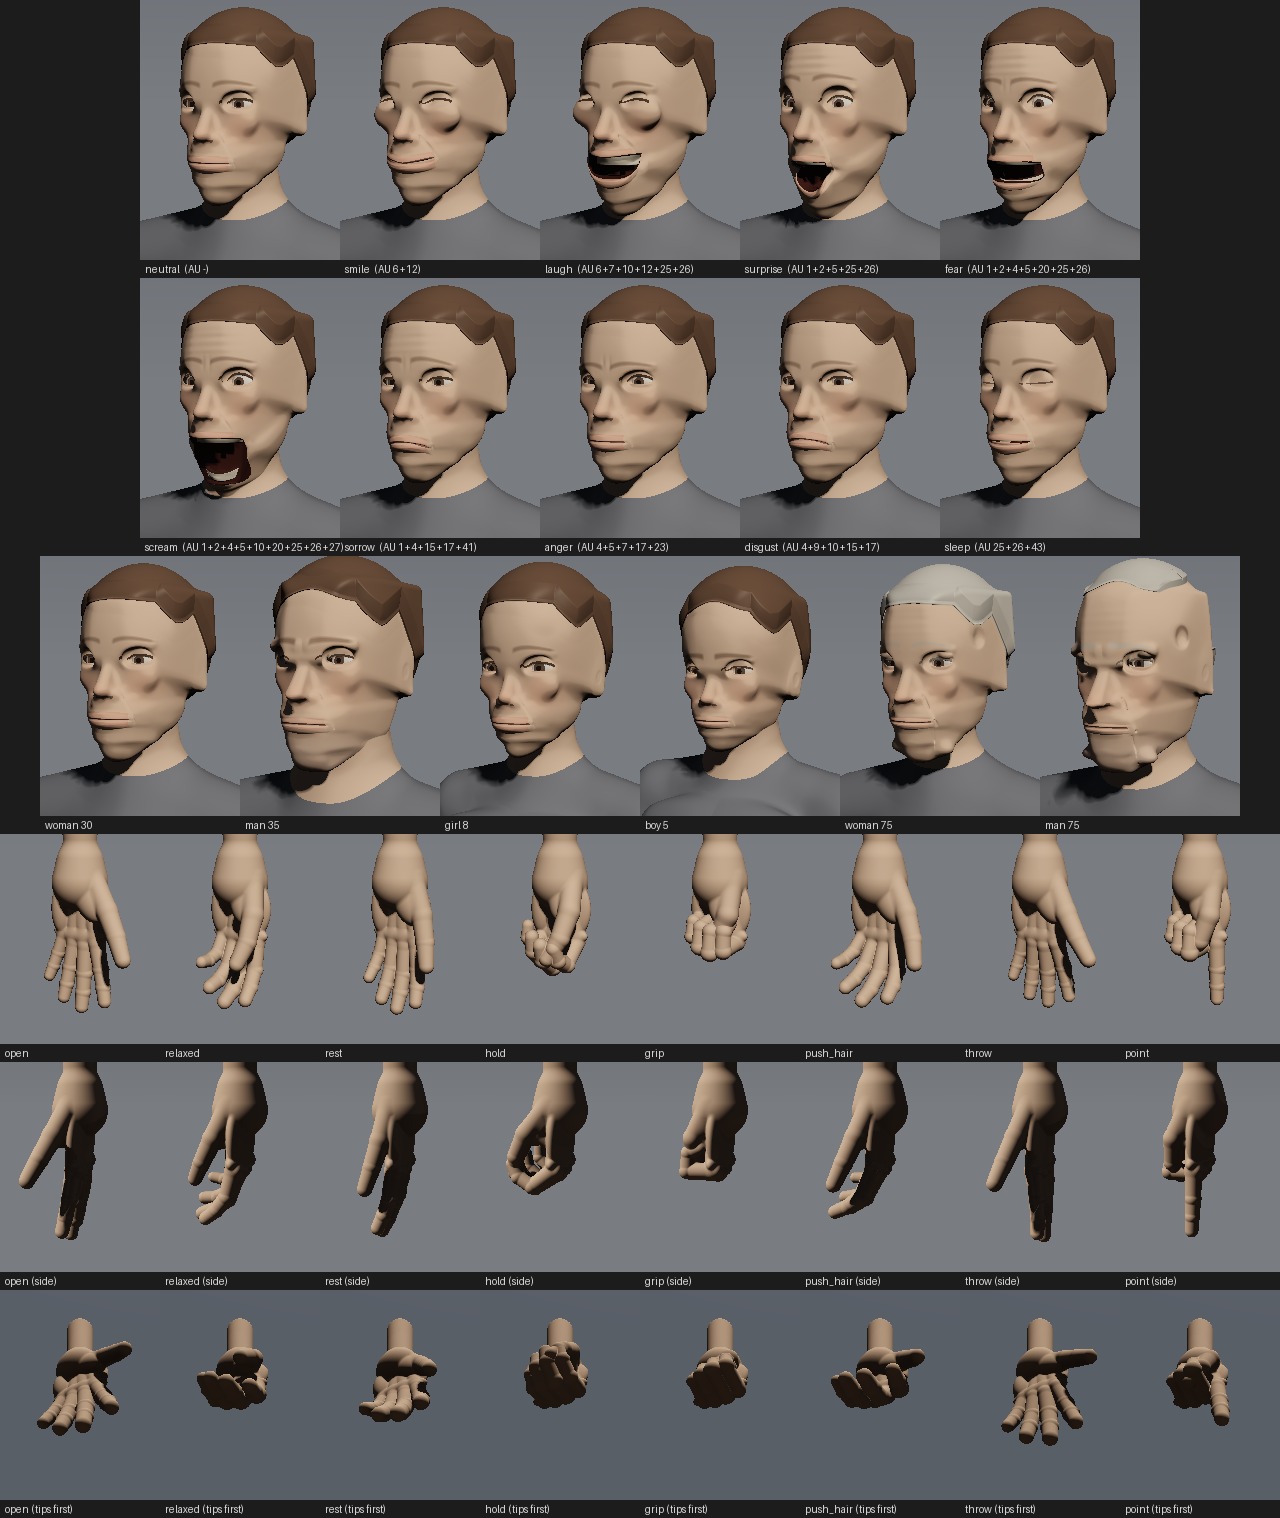 neutral (AU -)
smile (AU 6+12)
laugh (AU 6+7+10+12+25+26)
surprise (AU 1+2+5+25+26)
fear (AU 1+2+4+5+20+25+26)
scream (AU 1+2+4+5+10+20+25+26+27)
sorrow (AU 1+4+15+17+41)
anger (AU 4+5+7+17+23)
disgust (AU 4+9+10+15+17)
sleep (AU 25+26+43)
woman 30
man 35
girl 8
boy 5
woman 75
man 75
open
relaxed
rest
hold
grip
push_hair
throw
point
open (side)
relaxed (side)
rest (side)
hold (side)
grip (side)
push_hair (side)
throw (side)
point (side)
open (tips first)
relaxed (tips first)
rest (tips first)
hold (tips first)
grip (tips first)
push_hair (tips first)
throw (tips first)
point (tips first)